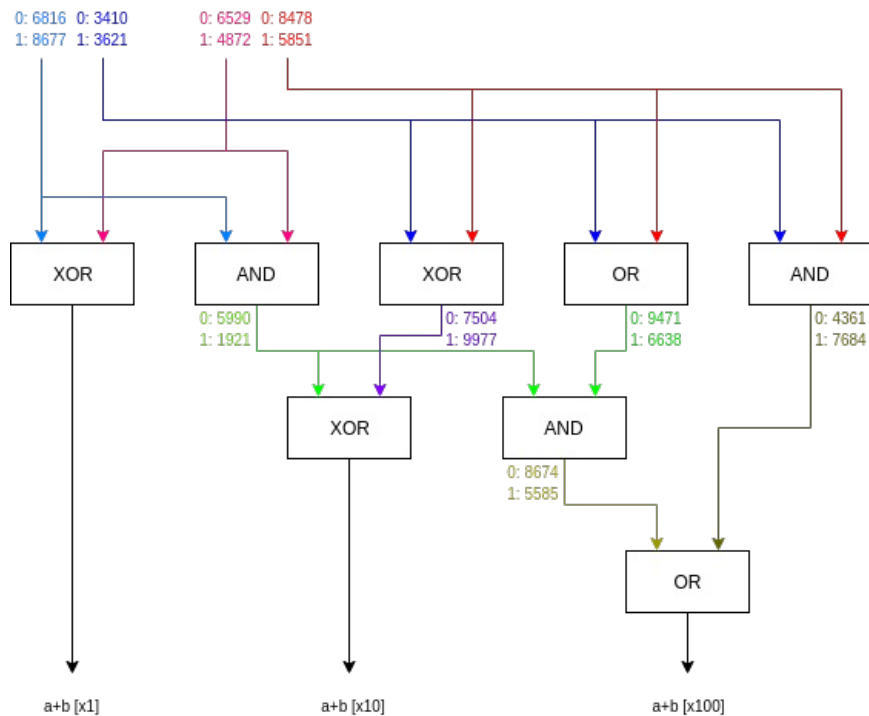 0: 6816 0: 3410 0: 6529 0: 8478
1: 8677 1: 3621 1: 4872 1: 5851
XOR AND XOR OR AND
0: 5990 0: 7504 0: 9471 0: 4361
1: 1921 1: 9977 1: 6638 1: 7684
XOR AND
0: 8674
1: 5585
OR
a+b [x1] a+b [x10] a+b [x100]